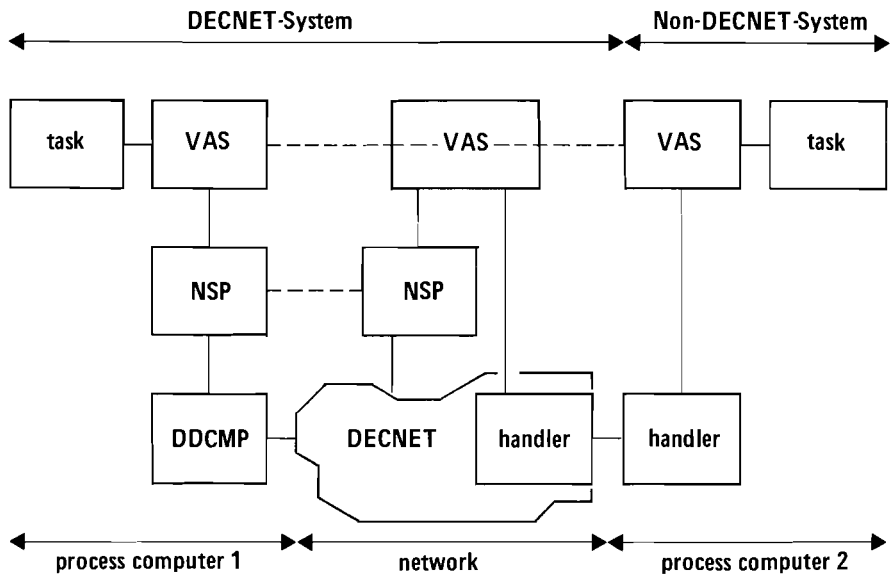 DECNET-System
Non-DECNET-System
task
VAS
VAS
VAS
task
NSP
NSP
DDCMP
DECNET
handler
handler
process computer 1
network
process computer 2